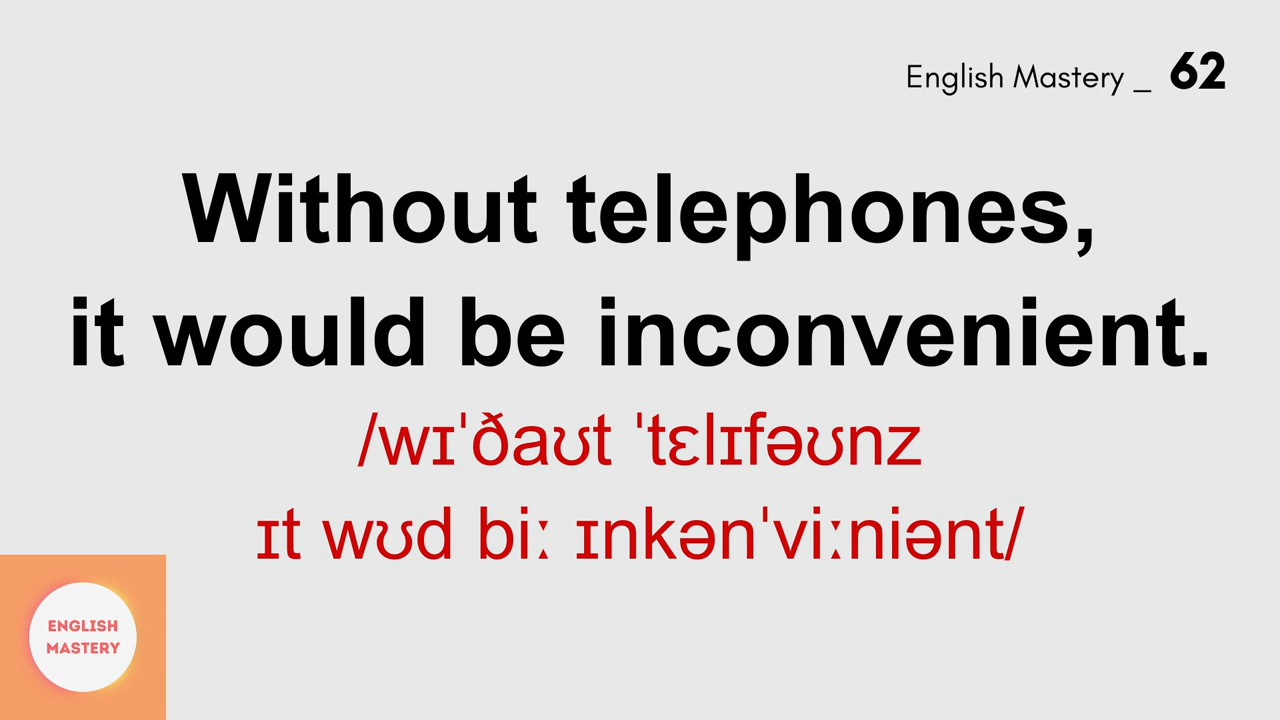 English Mastery _ 62
Without telephones,
it would be inconvenient.
/wɪˈðaʊt ˈtɛlɪfəʊnz
ɪt wʊd biː ɪnkənˈviːniənt/
ENGLISH
MASTERY